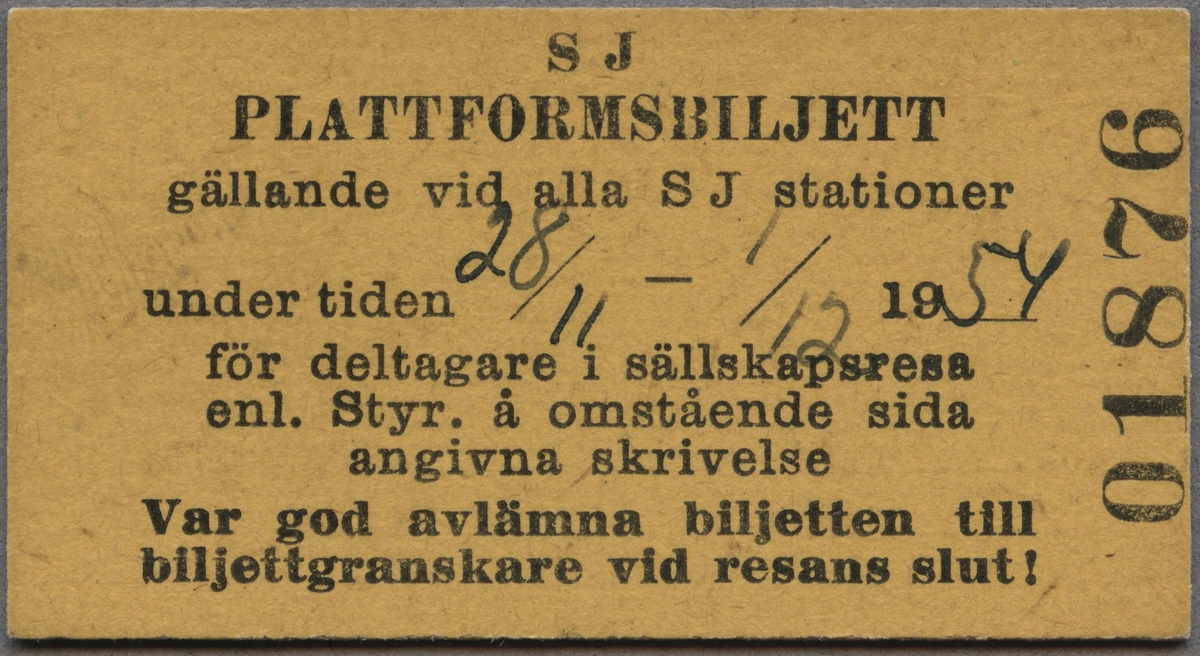 S J
PLATTFORMSBILJETT
gällande vid alla S J stationer
under tiden 28/11 – 1/12 1954
för deltagare i sällskapsresa
enl. Styr. å omstående sida
angivna skrivelse
Var god avlämna biljetten till
biljettgranskare vid resans slut!
01876